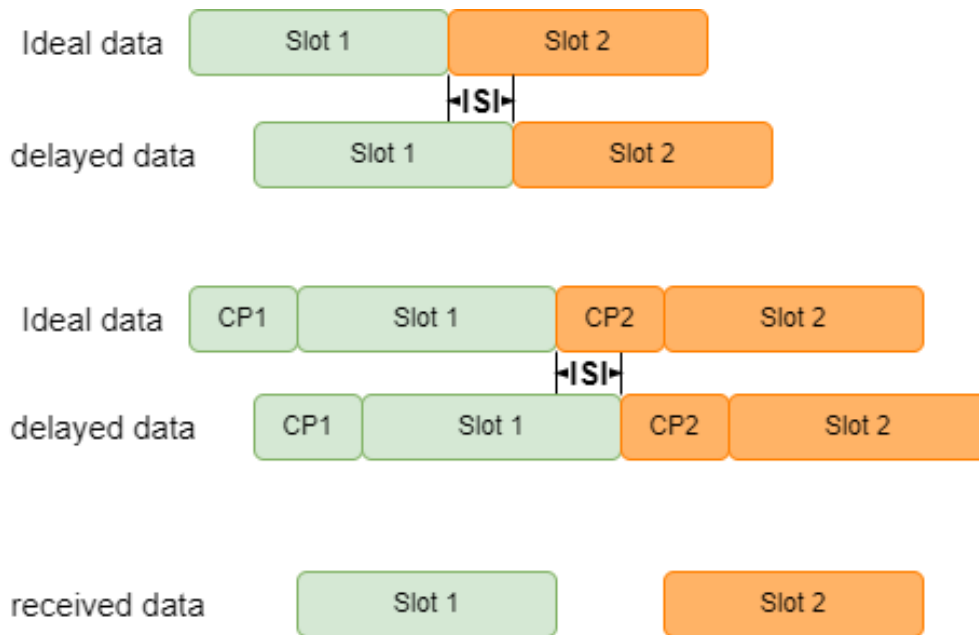 Ideal data Slot 1 Slot 2
ISI
delayed data Slot 1 Slot 2
Ideal data CP1 Slot 1 CP2 Slot 2
ISI
delayed data CP1 Slot 1 CP2 Slot 2
received data Slot 1 Slot 2